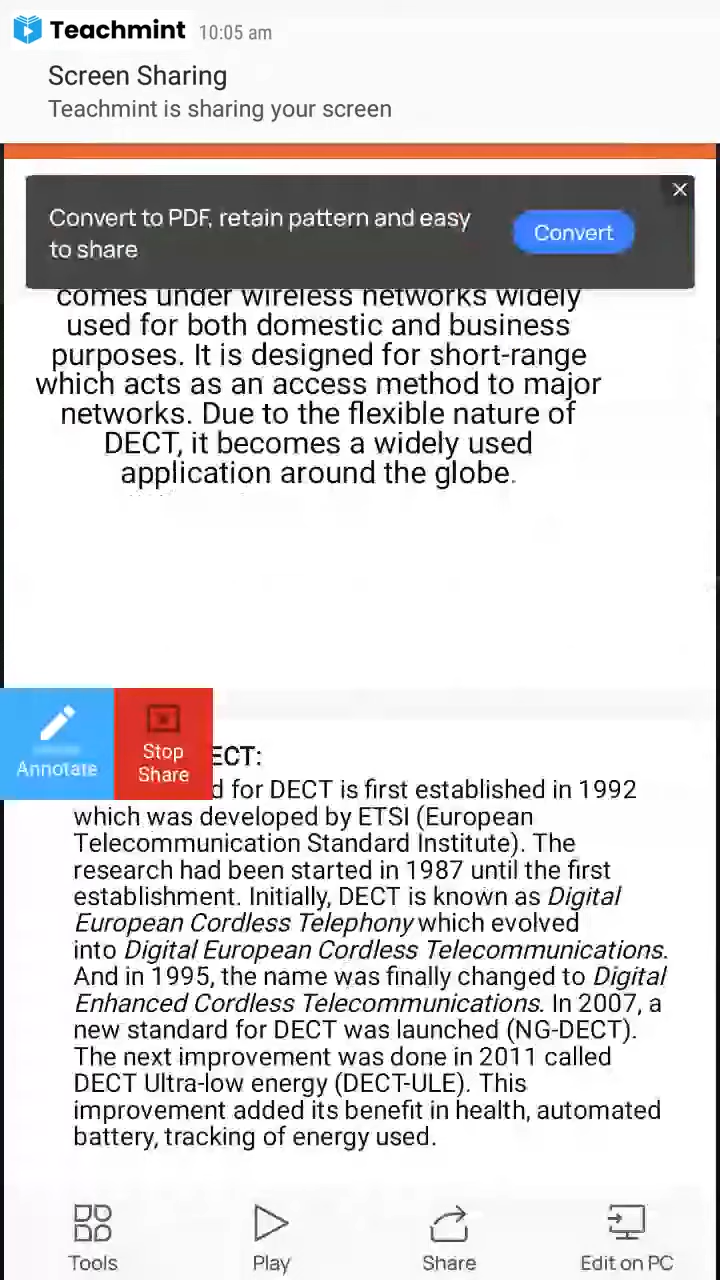 Teachmint 10:05 am
Screen Sharing
Teachmint is sharing your screen
Convert to PDF, retain pattern and easy
to share
Convert
comes under wireless networks widely
used for both domestic and business
purposes. It is designed for short-range
which acts as an access method to major
networks. Due to the flexible nature of
DECT, it becomes a widely used
application around the globe.
Annotate
Stop
Share
ECT:
d for DECT is first established in 1992
which was developed by ETSI (European
Telecommunication Standard Institute). The
research had been started in 1987 until the first
establishment. Initially, DECT is known as Digital
European Cordless Telephony which evolved
into Digital European Cordless Telecommunications.
And in 1995, the name was finally changed to Digital
Enhanced Cordless Telecommunications. In 2007, a
new standard for DECT was launched (NG-DECT).
The next improvement was done in 2011 called
DECT Ultra-low energy (DECT-ULE). This
improvement added its benefit in health, automated
battery, tracking of energy used.
Tools
Play
Share
Edit on PC